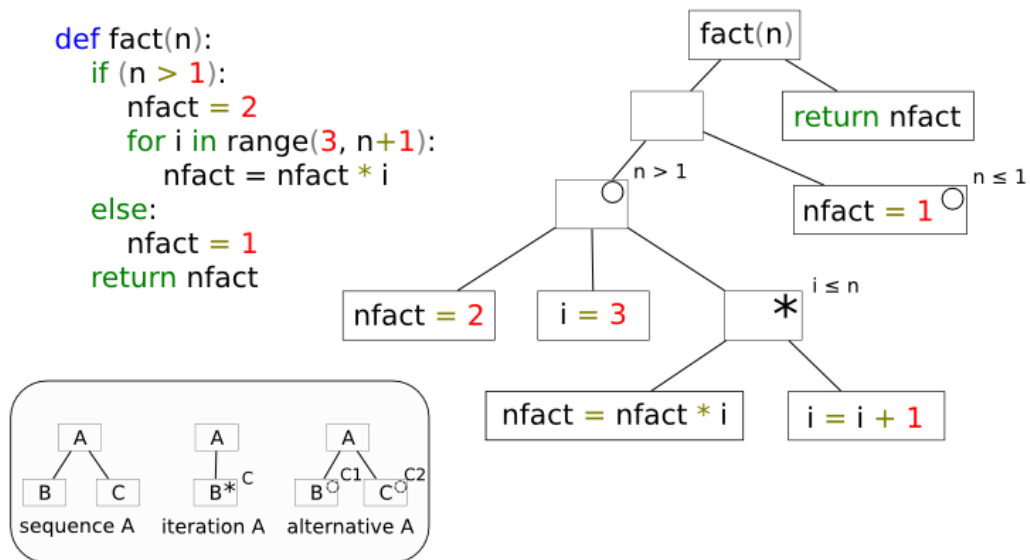 def fact(n):
if (n > 1):
nfact = 2
for i in range(3, n+1):
nfact = nfact * i
else:
nfact = 1
return nfact
fact(n)
return nfact
n > 1
n ≤ 1
nfact = 1
i ≤ n
nfact = 2
i = 3
*
nfact = nfact * i
i = i + 1
A
B
C
sequence A
A
B* C
iteration A
A
B C1
C C2
alternative A